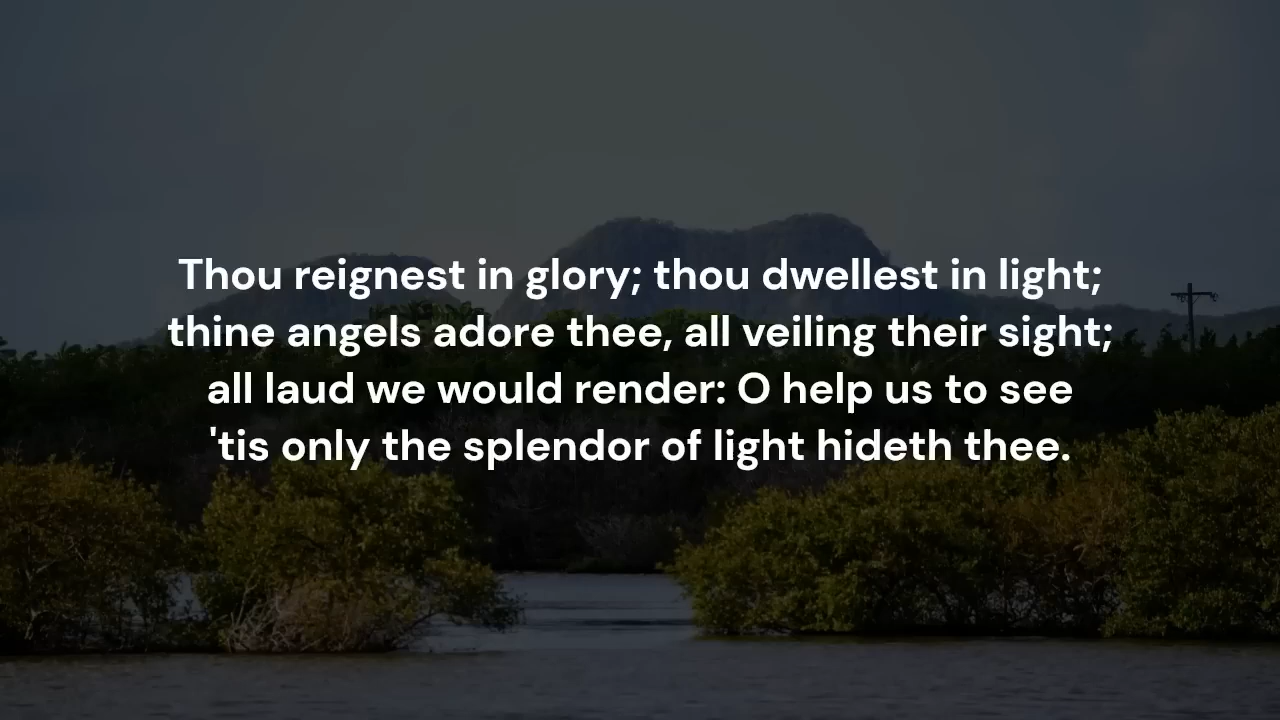 Thou reignest in glory; thou dwellest in light;
thine angels adore thee, all veiling their sight;
all laud we would render: O help us to see
'tis only the splendor of light hideth thee.